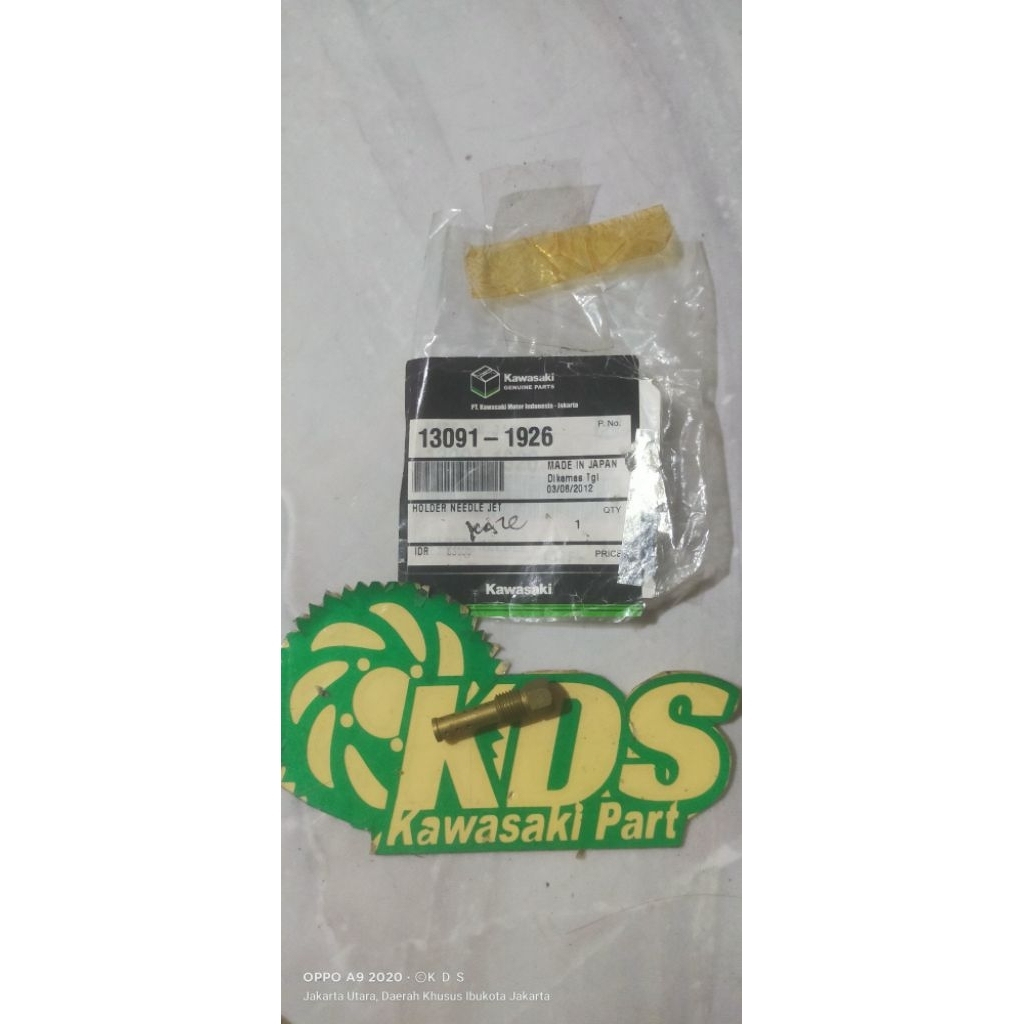 Kawasaki
GENUINE PARTS
PT. Kawasaki Motor Indonesia - Jakarta
P. No.
13091-1926
MADE IN JAPAN
Dikemas Tgl
03/06/2012
HOLDER NEEDLE JET
QTY
kaze
1
IDR
PRICE
Kawasaki
KDS
Kawasaki Part
OPPO A9 2020 · ©K D S
Jakarta Utara, Daerah Khusus Ibukota Jakarta